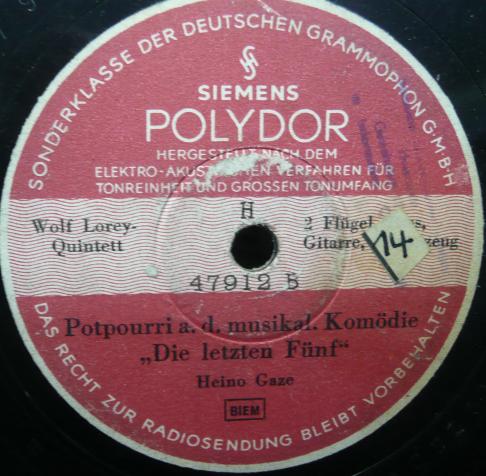 SONDERKLASSE DER DEUTSCHEN GRAMMOPHON G·M·B·H
SIEMENS
POLYDOR
HERGESTELLT NACH DEM
ELEKTRO-AKUSTISCHEN VERFAHREN FÜR
TONREINHEIT UND GROSSEN TONUMFANG
H
Wolf Lorey-
Quintett
2 Flügel
Gitarre,
14
47912 B
Potpourri a. d. musikal. Komödie
„Die letzten Fünf“
Heino Gaze
BIEM
DAS RECHT ZUR RADIOSENDUNG BLEIBT VORBEHALTEN